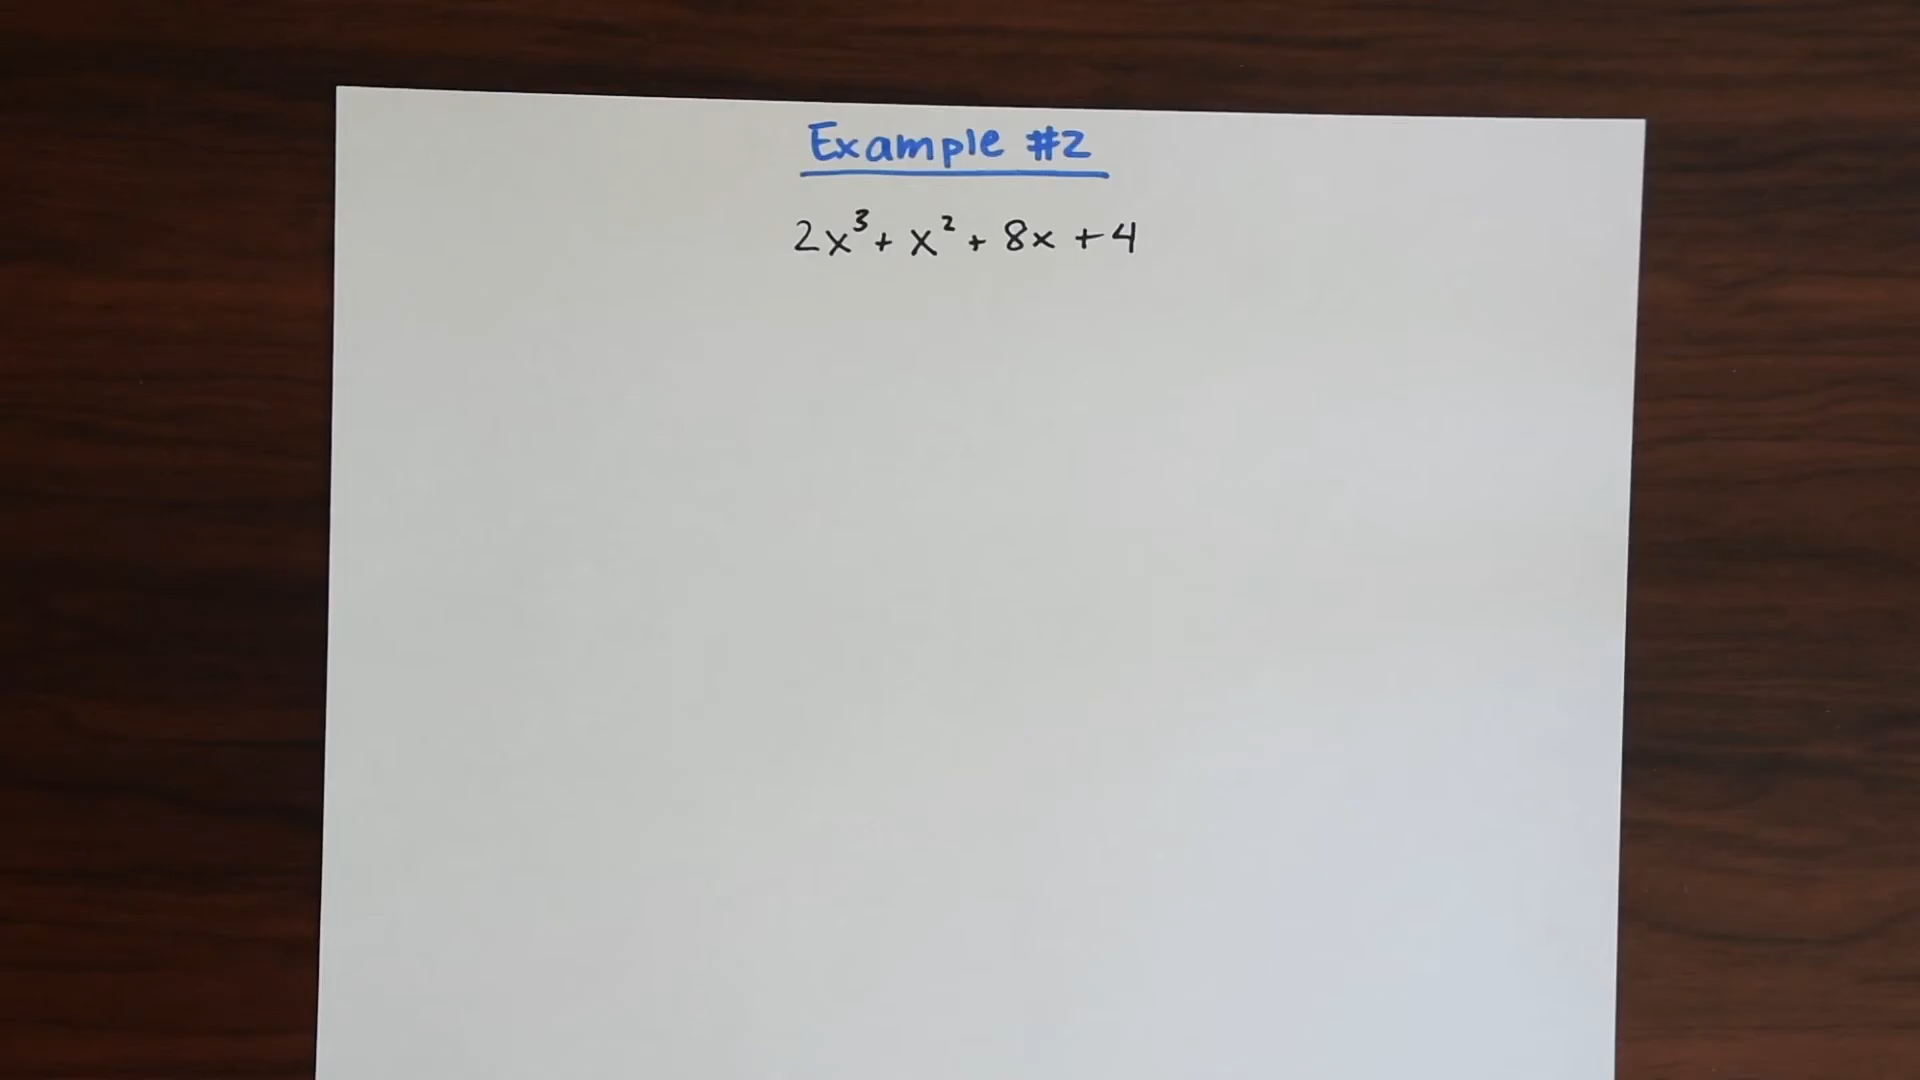 Example #2
2x³ + x² + 8x + 4